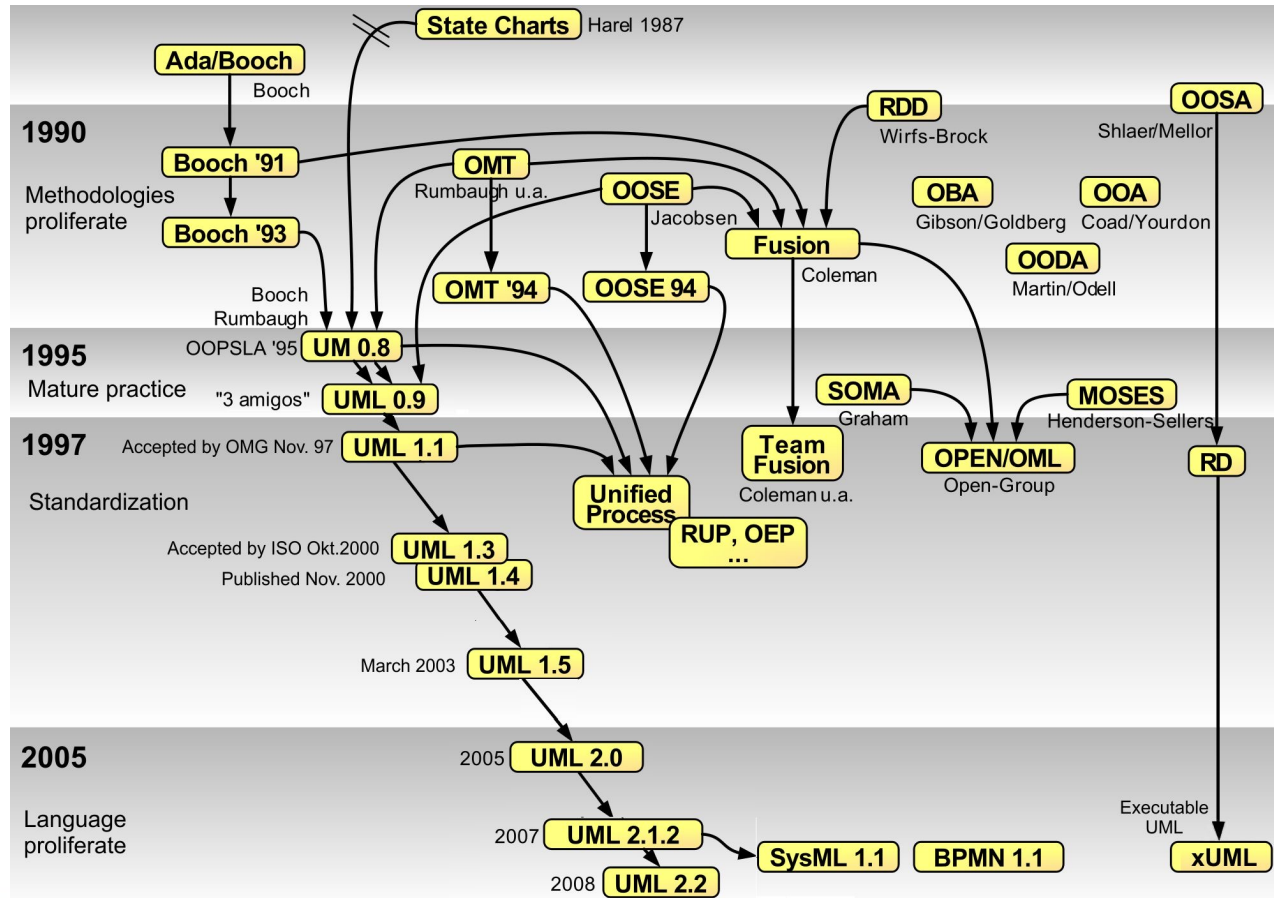 State Charts
Harel 1987
Ada/Booch
Booch
OOSA
Shlaer/Mellor
RDD
Wirfs-Brock
1990
Methodologies
proliferate
Booch '91
OMT
Rumbaugh u.a.
OOSE
Jacobsen
OBA
Gibson/Goldberg
OOA
Coad/Yourdon
Booch '93
Fusion
Coleman
OODA
Martin/Odell
OMT '94
OOSE 94
Booch
Rumbaugh
OOPSLA '95
UM 0.8
1995
Mature practice
"3 amigos"
UML 0.9
SOMA
Graham
MOSES
Henderson-Sellers
1997
Standardization
Accepted by OMG Nov. 97
UML 1.1
Team
Fusion
Coleman u.a.
OPEN/OML
Open-Group
RD
Unified
Process
RUP, OEP
...
Accepted by ISO Okt.2000
UML 1.3
Published Nov. 2000
UML 1.4
March 2003
UML 1.5
2005
Language
proliferate
2005
UML 2.0
2007
UML 2.1.2
2008
UML 2.2
SysML 1.1
BPMN 1.1
Executable
UML
xUML